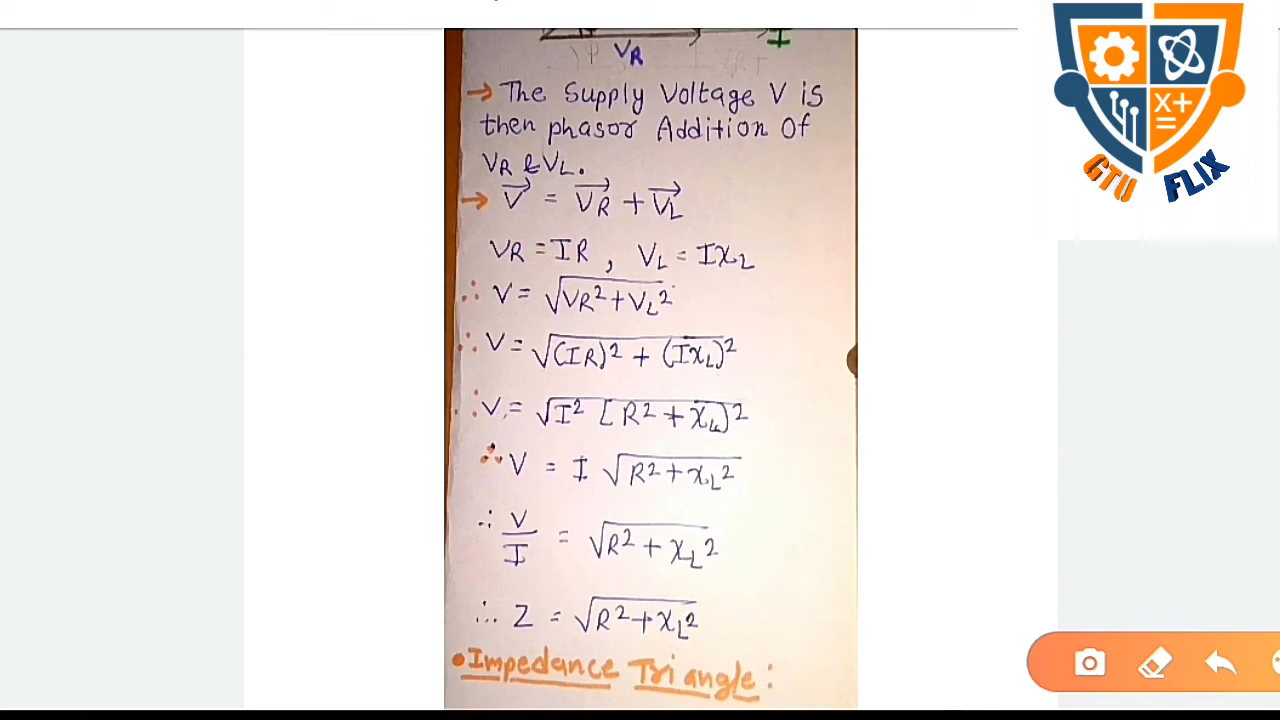 VR I
→ The Supply Voltage V is
then phasor Addition Of
VR & VL.
→ V⃗ = V⃗R + V⃗L
VR = IR , VL = IXL
∴ V = √(VR² + VL²)
∴ V = √((IR)² + (IXL)²)
∴ V, = √I² [R² + XL)²
∴ V = I √(R² + XL²)
∴ V/I = √(R² + XL²)
∴ Z = √(R² + XL²)
• Impedance Triangle :
X+
=
GTU FLIX